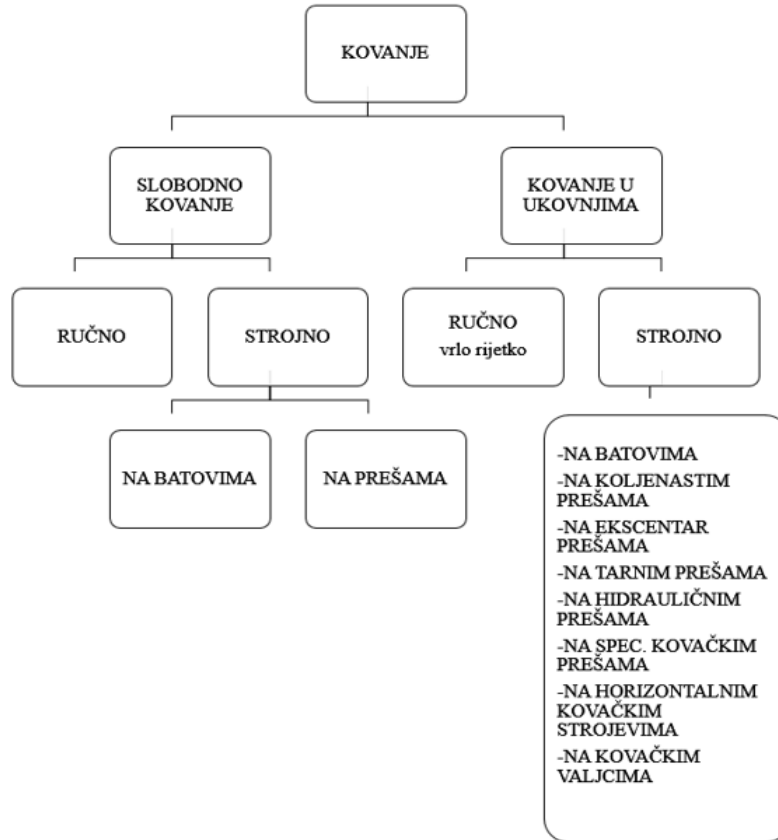 KOVANJE
SLOBODNO
KOVANJE
KOVANJE U
UKOVNJIMA
RUČNO
STROJNO
RUČNO
vrlo rijetko
STROJNO
NA BATOVIMA
NA PREŠAMA
-NA BATOVIMA
-NA KOLJENASTIM
PREŠAMA
-NA EKSCENTAR
PREŠAMA
-NA TARNIM PREŠAMA
-NA HIDRAULIČNIM
PREŠAMA
-NA SPEC. KOVAČKIM
PREŠAMA
-NA HORIZONTALNIM
KOVAČKIM
STROJEVIMA
-NA KOVAČKIM
VALJCIMA